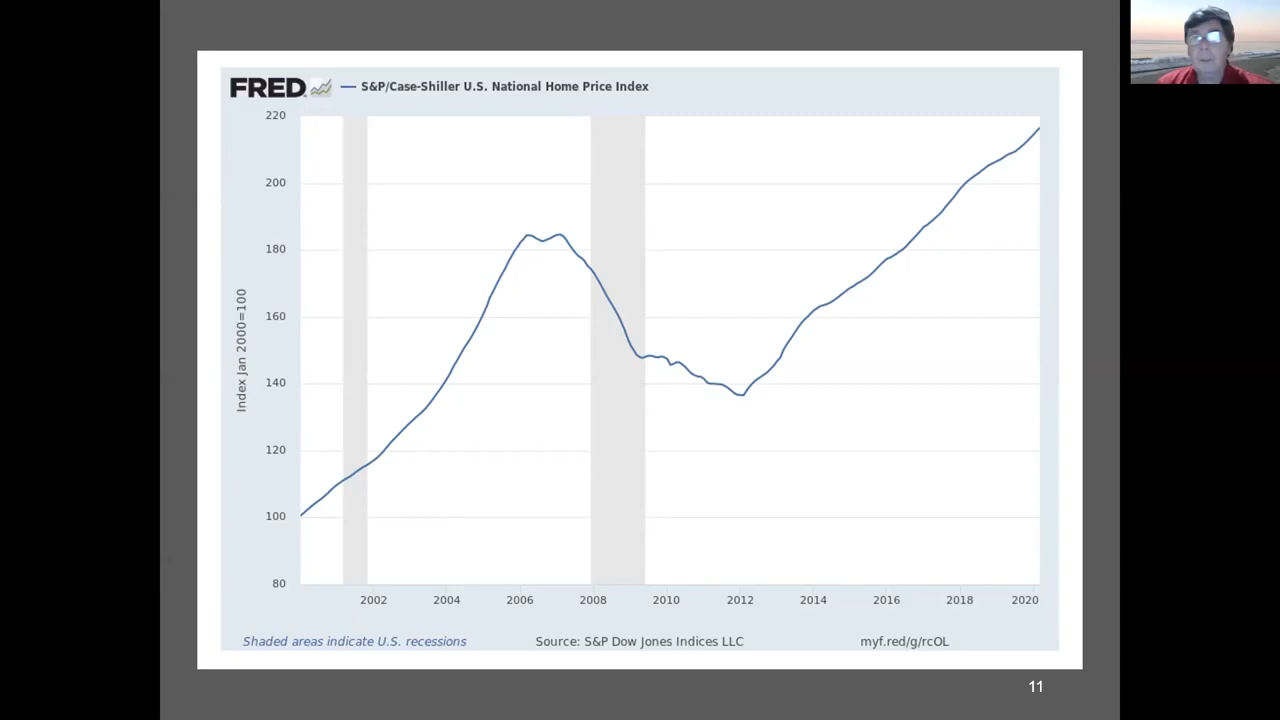 FRED S&P/Case-Shiller U.S. National Home Price Index
220
200
180
160
140
120
100
80
Index Jan 2000=100
2002 2004 2006 2008 2010 2012 2014 2016 2018 2020
Shaded areas indicate U.S. recessions Source: S&P Dow Jones Indices LLC myf.red/g/rcOL
11